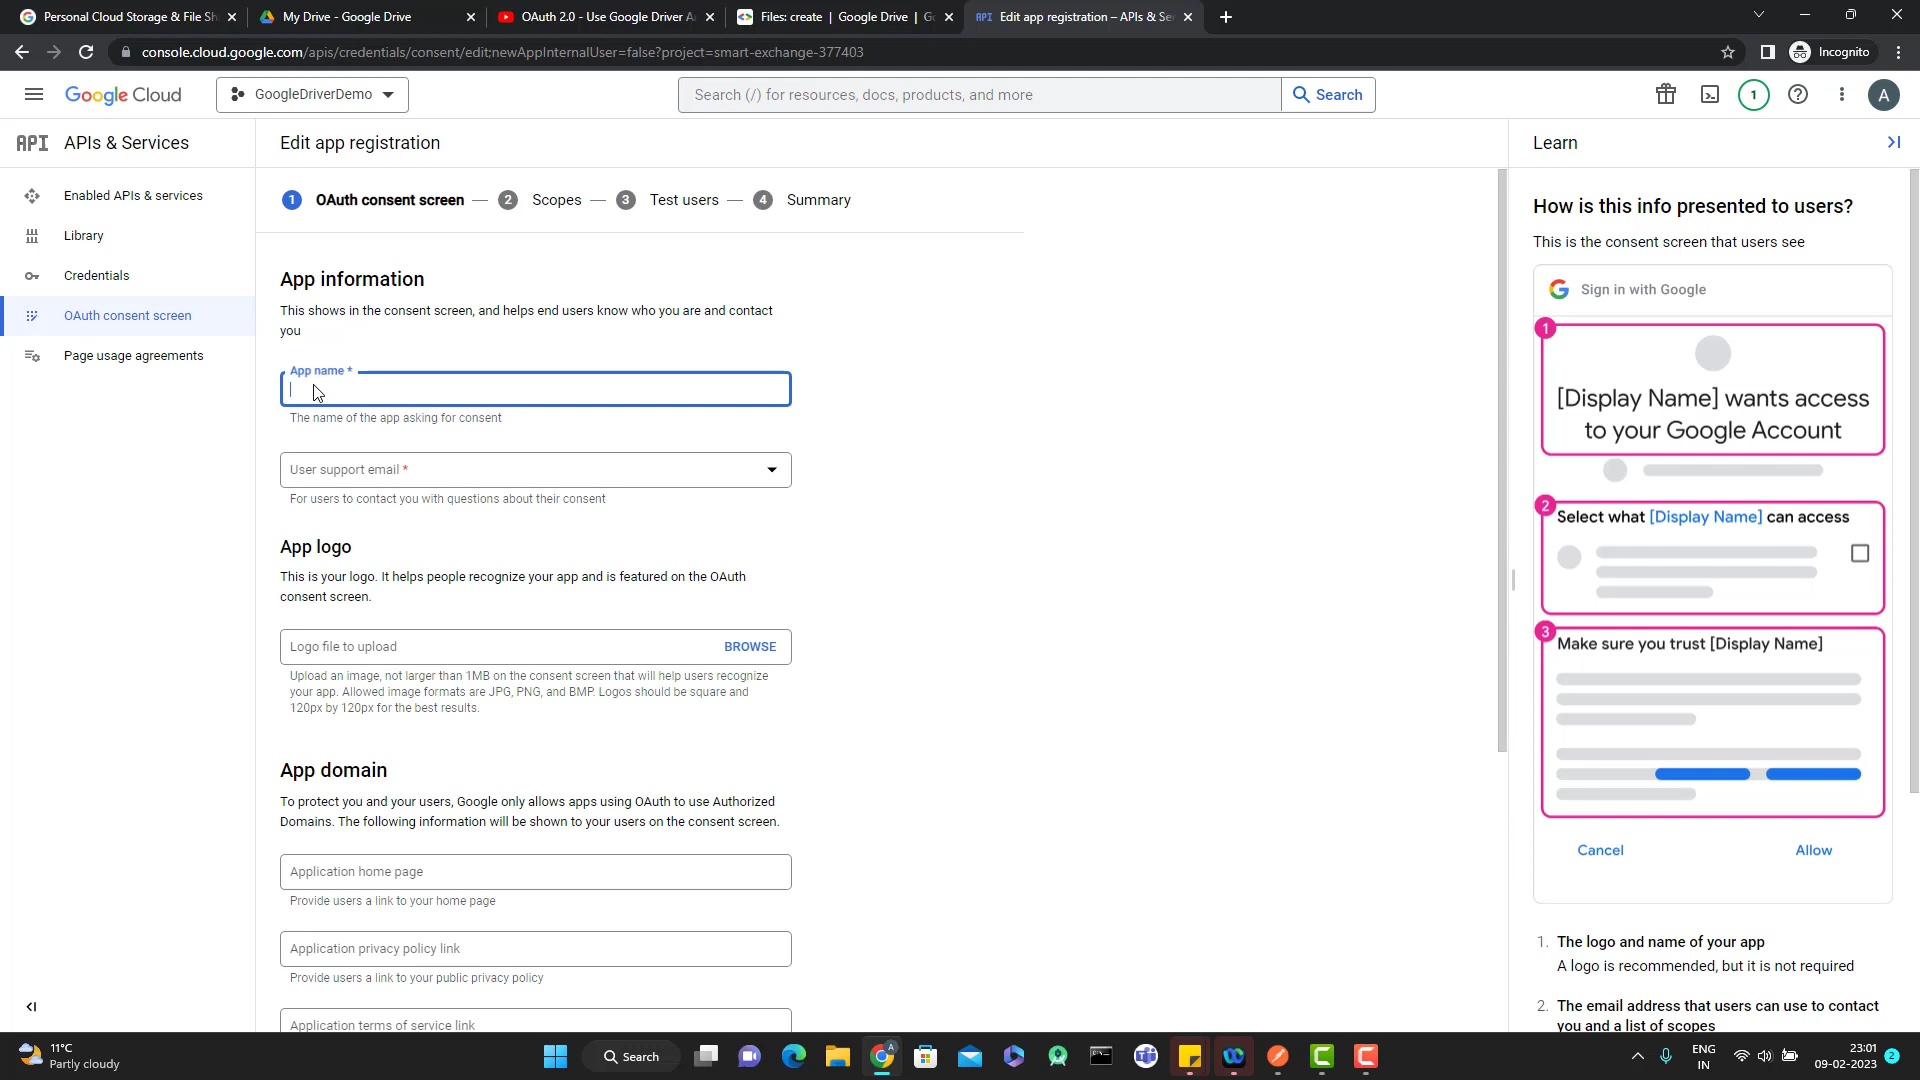 Personal Cloud Storage & File Sh
My Drive - Google Drive
OAuth 2.0 - Use Google Driver A
Files: create | Google Drive | Go
API Edit app registration – APIs & Se
console.cloud.google.com/apis/credentials/consent/edit;newAppInternalUser=false?project=smart-exchange-377403
Incognito
Google Cloud
GoogleDriverDemo
Search (/) for resources, docs, products, and more
Search
1
A
API APIs & Services
Edit app registration
Learn
Enabled APIs & services
Library
Credentials
OAuth consent screen
Page usage agreements
1 OAuth consent screen — 2 Scopes — 3 Test users — 4 Summary
App information
This shows in the consent screen, and helps end users know who you are and contact
you
App name *
The name of the app asking for consent
User support email *
For users to contact you with questions about their consent
App logo
This is your logo. It helps people recognize your app and is featured on the OAuth
consent screen.
Logo file to upload
BROWSE
Upload an image, not larger than 1MB on the consent screen that will help users recognize
your app. Allowed image formats are JPG, PNG, and BMP. Logos should be square and
120px by 120px for the best results.
App domain
To protect you and your users, Google only allows apps using OAuth to use Authorized
Domains. The following information will be shown to your users on the consent screen.
Application home page
Provide users a link to your home page
Application privacy policy link
Provide users a link to your public privacy policy
Application terms of service link
How is this info presented to users?
This is the consent screen that users see
Sign in with Google
1
[Display Name] wants access
to your Google Account
2
Select what [Display Name] can access
3
Make sure you trust [Display Name]
Cancel
Allow
1. The logo and name of your app
A logo is recommended, but it is not required
2. The email address that users can use to contact
you and a list of scopes
11°C
Partly cloudy
Search
ENG
IN
23:01
09-02-2023
2